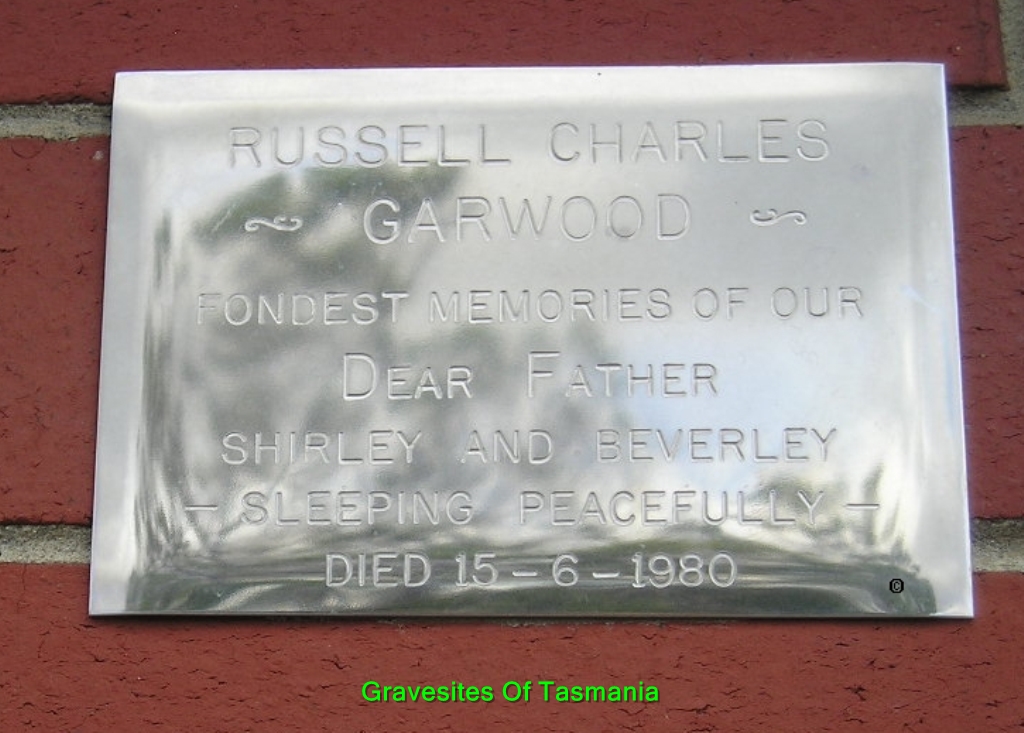 RUSSELL CHARLES
GARWOOD
FONDEST MEMORIES OF OUR
DEAR FATHER
SHIRLEY AND BEVERLEY
– SLEEPING PEACEFULLY –
DIED 15 – 6 – 1980
©
Gravesites Of Tasmania